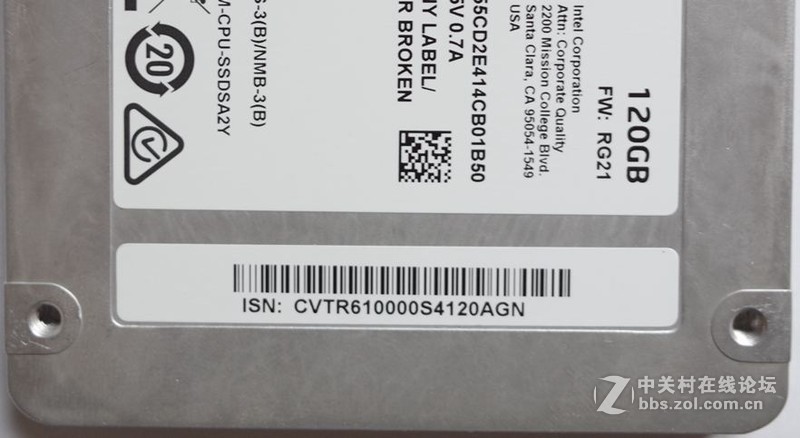 120GB
FW: RG21
Intel Corporation
Attn: Corporate Quality
2200 Mission College Blvd.
Santa Clara, CA 95054-1549
USA
55CD2E414CB01B50
5V 0.7A
NY LABEL/
R BROKEN
S-3(B)/NMB-3(B)
M-CPU-SSDSA2Y
20
ISN: CVTR610000S4120AGN
中关村在线论坛
bbs.zol.com.cn